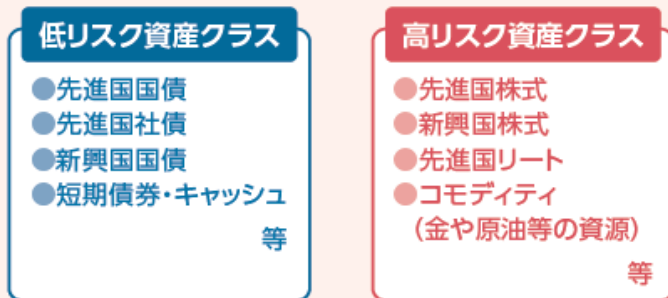 低リスク資産クラス
●先進国国債
●先進国社債
●新興国国債
●短期債券・キャッシュ
等
高リスク資産クラス
●先進国株式
●新興国株式
●先進国リート
●コモディティ
（金や原油等の資源）
等